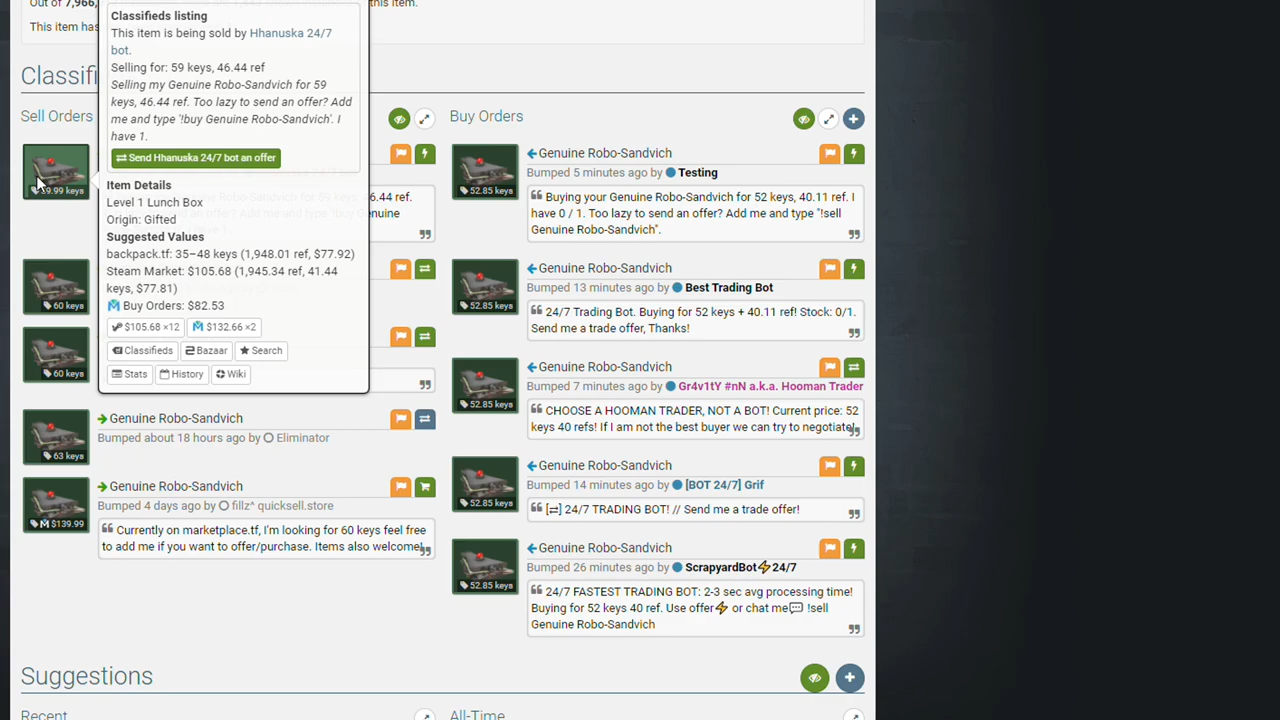 Out of 7,966,
this item.
This item has
Classifieds listing
This item is being sold by Hhanuska 24/7
bot.
Selling for: 59 keys, 46.44 ref
Selling my Genuine Robo-Sandvich for 59
keys, 46.44 ref. Too lazy to send an offer? Add
me and type '!buy Genuine Robo-Sandvich'. I
have 1.
Send Hhanuska 24/7 bot an offer
Item Details
Level 1 Lunch Box
Origin: Gifted
Suggested Values
backpack.tf: 35–48 keys (1,948.01 ref, $77.92)
Steam Market: $105.68 (1,945.34 ref, 41.44
keys, $77.81)
Buy Orders: $82.53
$105.68 ×12
$132.66 ×2
Classifieds
Bazaar
Search
Stats
History
Wiki
Classifi
Sell Orders
59.99 keys
6.44 ref.
enuine
60 keys
60 keys
63 keys
Genuine Robo-Sandvich
Bumped about 18 hours ago by Eliminator
$139.99
Genuine Robo-Sandvich
Bumped 4 days ago by fillz^ quicksell.store
Currently on marketplace.tf, I'm looking for 60 keys feel free
to add me if you want to offer/purchase. Items also welcome!
Buy Orders
52.85 keys
Genuine Robo-Sandvich
Bumped 5 minutes ago by Testing
Buying your Genuine Robo-Sandvich for 52 keys, 40.11 ref. I
have 0 / 1. Too lazy to send an offer? Add me and type "!sell
Genuine Robo-Sandvich".
52.85 keys
Genuine Robo-Sandvich
Bumped 13 minutes ago by Best Trading Bot
24/7 Trading Bot. Buying for 52 keys + 40.11 ref! Stock: 0/1.
Send me a trade offer, Thanks!
52.85 keys
Genuine Robo-Sandvich
Bumped 7 minutes ago by Gr4v1tY #nN a.k.a. Hooman Trader
CHOOSE A HOOMAN TRADER, NOT A BOT! Current price: 52
keys 40 refs! If I am not the best buyer we can try to negotiate!
52.85 keys
Genuine Robo-Sandvich
Bumped 14 minutes ago by [BOT 24/7] Grif
[⇄] 24/7 TRADING BOT! // Send me a trade offer!
52.85 keys
Genuine Robo-Sandvich
Bumped 26 minutes ago by ScrapyardBot⚡24/7
24/7 FASTEST TRADING BOT: 2-3 sec avg processing time!
Buying for 52 keys 40 ref. Use offer⚡ or chat me💬 !sell
Genuine Robo-Sandvich
Suggestions
Recent
All-Time